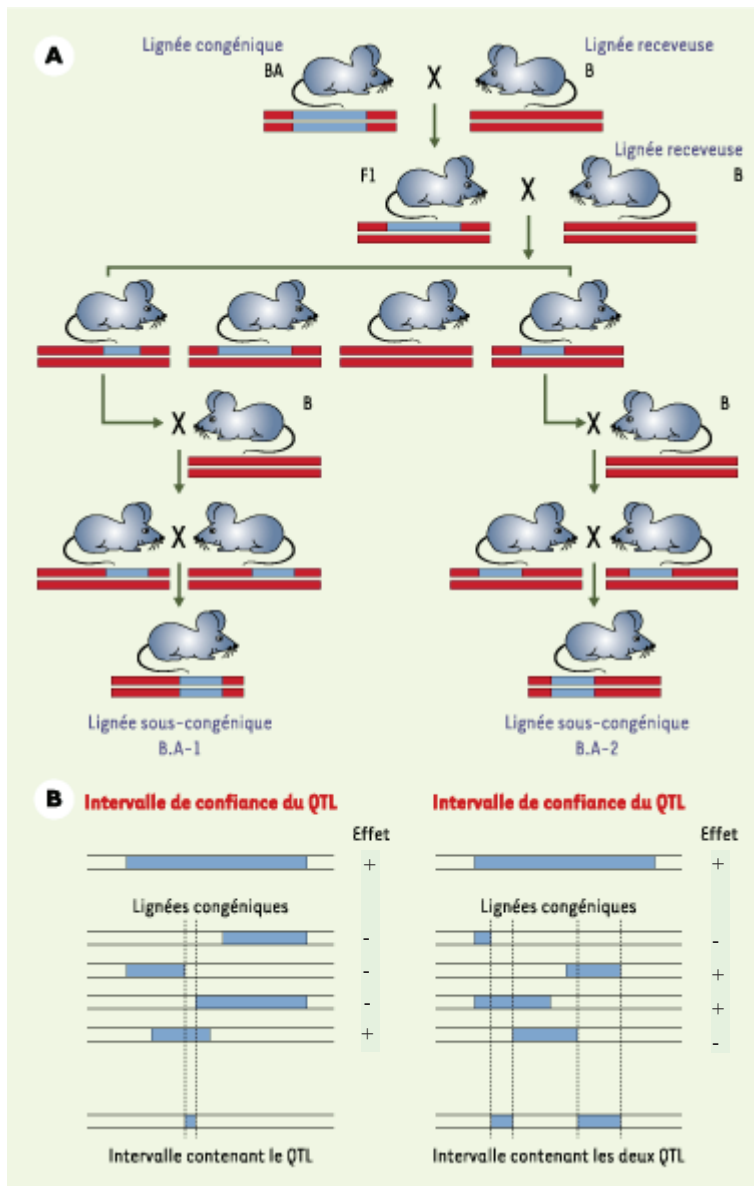 A
Lignée congénique
Lignée receveuse
BA
X
B
Lignée receveuse
F1
X
B
X
B
X
B
X
X
Lignée sous-congénique
B.A-1
Lignée sous-congénique
B.A-2
B
Intervalle de confiance du QTL
Intervalle de confiance du QTL
Effet
Effet
+
+
Lignées congéniques
Lignées congéniques
-
-
-
+
-
+
+
-
Intervalle contenant le QTL
Intervalle contenant les deux QTL